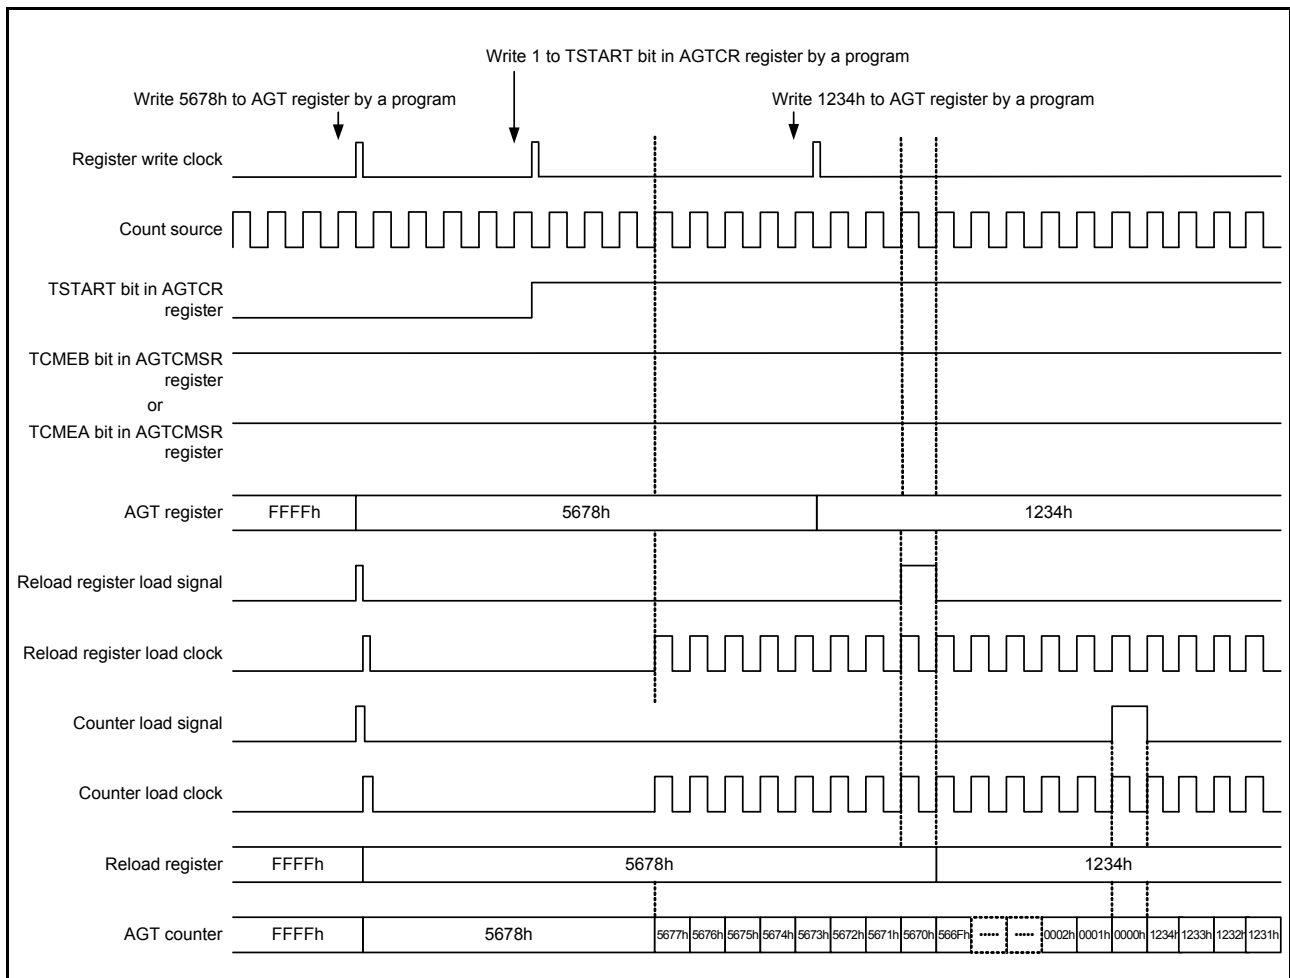 Write 1 to TSTART bit in AGTCR register by a program
Write 5678h to AGT register by a program
Write 1234h to AGT register by a program
Register write clock
Count source
TSTART bit in AGTCR
register
TCMEB bit in AGTCMSR
register
or
TCMEA bit in AGTCMSR
register
AGT register FFFFh 5678h 1234h
Reload register load signal
Reload register load clock
Counter load signal
Counter load clock
Reload register FFFFh 5678h 1234h
AGT counter FFFFh 5678h 5677h 5676h 5675h 5674h 5673h 5672h 5671h 5670h 566Fh ····· ····· 0002h 0001h 0000h 1234h 1233h 1232h 1231h